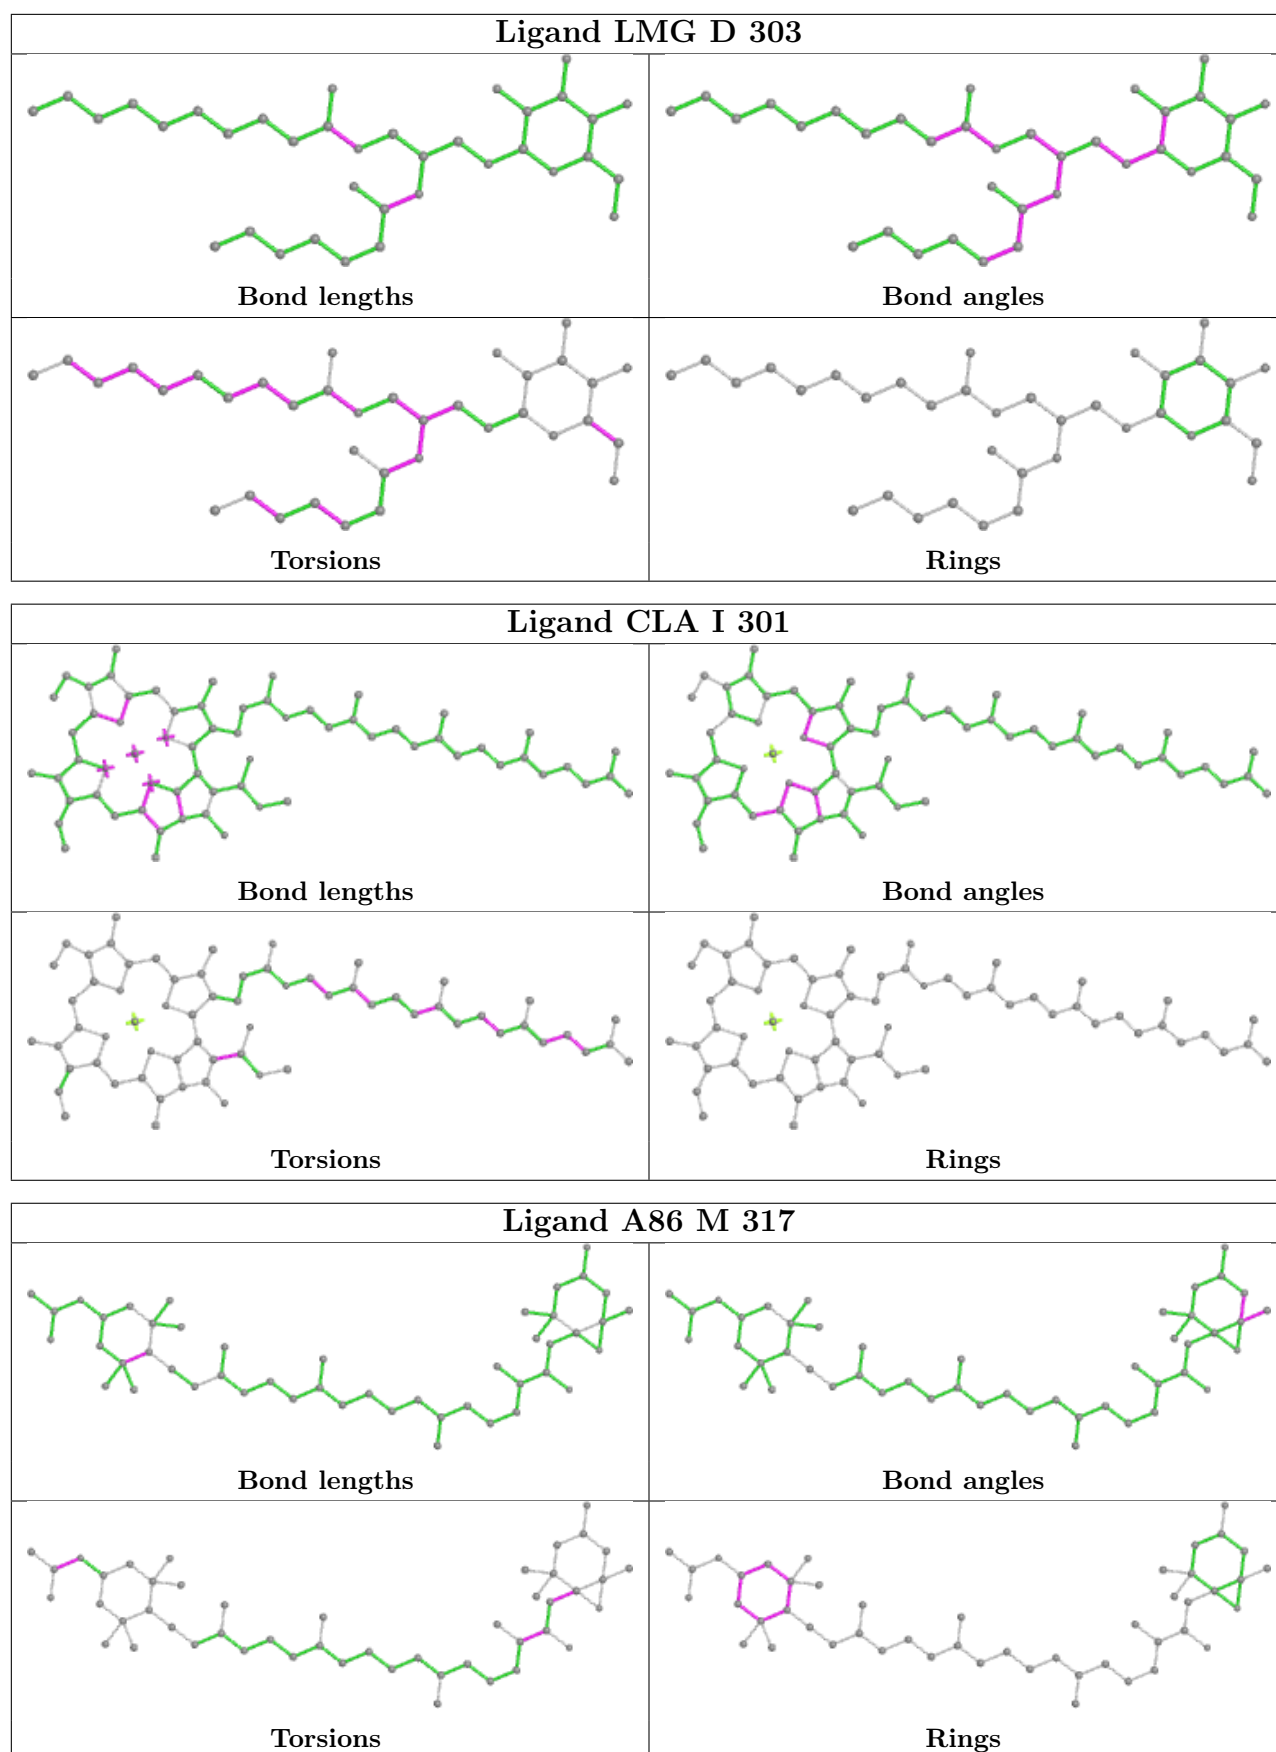 Ligand LMG D 303
Bond lengths
Bond angles
Torsions
Rings
Ligand CLA I 301
Bond lengths
Bond angles
Torsions
Rings
Ligand A86 M 317
Bond lengths
Bond angles
Torsions
Rings